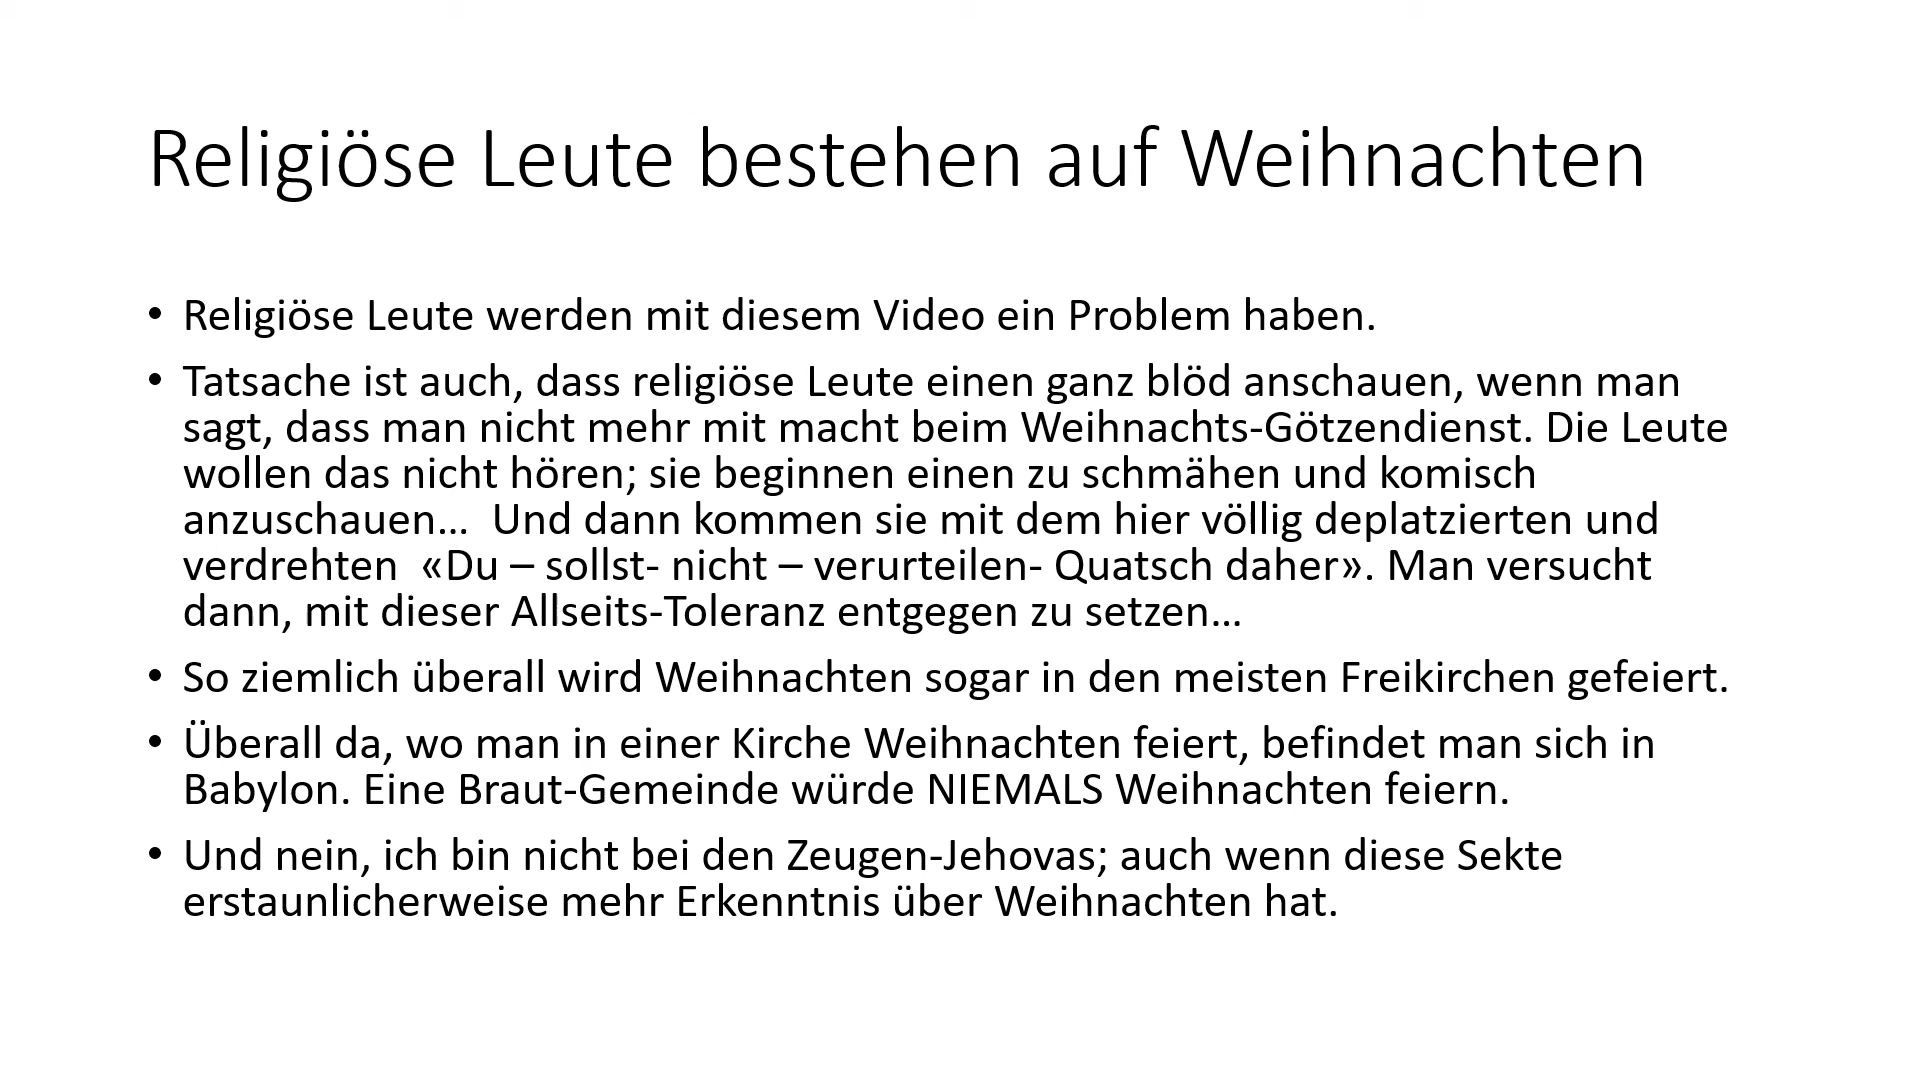 Religiöse Leute bestehen auf Weihnachten
• Religiöse Leute werden mit diesem Video ein Problem haben.
• Tatsache ist auch, dass religiöse Leute einen ganz blöd anschauen, wenn man
sagt, dass man nicht mehr mit macht beim Weihnachts-Götzendienst. Die Leute
wollen das nicht hören; sie beginnen einen zu schmähen und komisch
anzuschauen…  Und dann kommen sie mit dem hier völlig deplatzierten und
verdrehten  «Du – sollst- nicht – verurteilen- Quatsch daher». Man versucht
dann, mit dieser Allseits-Toleranz entgegen zu setzen…
• So ziemlich überall wird Weihnachten sogar in den meisten Freikirchen gefeiert.
• Überall da, wo man in einer Kirche Weihnachten feiert, befindet man sich in
Babylon. Eine Braut-Gemeinde würde NIEMALS Weihnachten feiern.
• Und nein, ich bin nicht bei den Zeugen-Jehovas; auch wenn diese Sekte
erstaunlicherweise mehr Erkenntnis über Weihnachten hat.